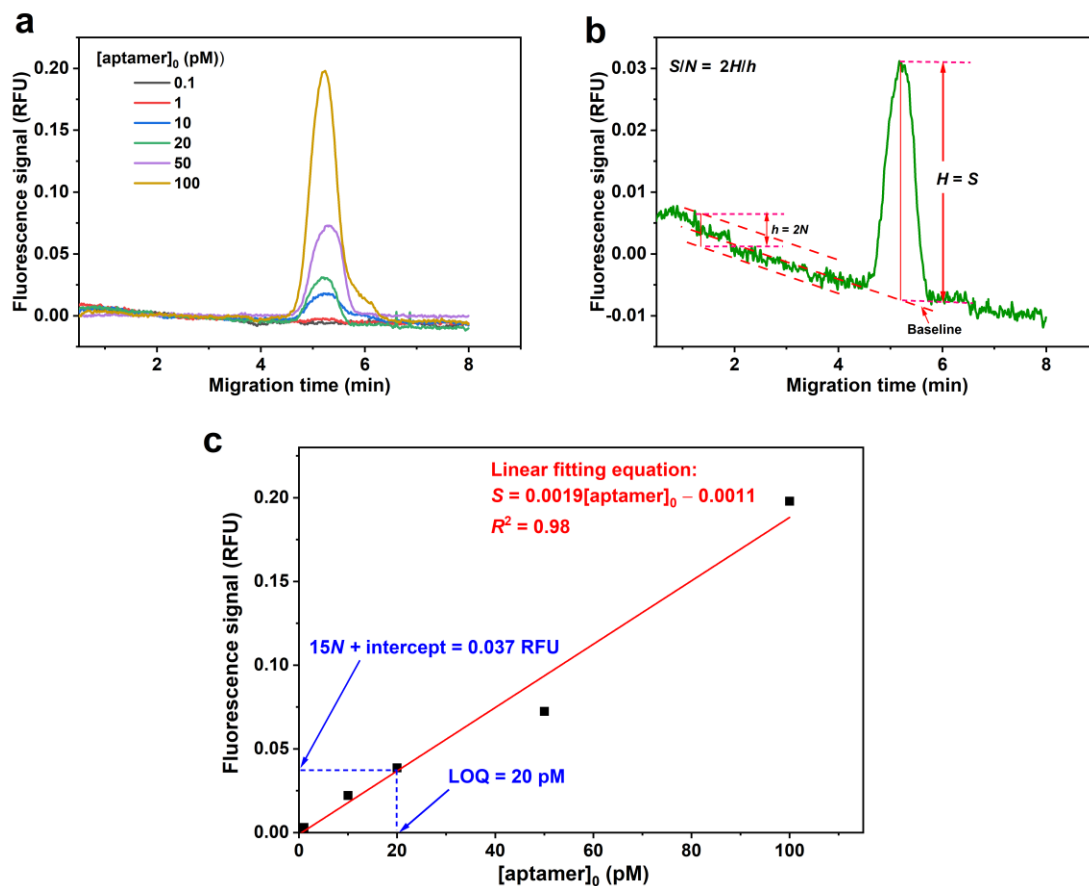 a
[aptamer]₀ (pM))
0.1
1
10
20
50
100
Fluorescence signal (RFU)
0.20
0.15
0.10
0.05
0.00
2
4
6
8
Migration time (min)
b
S/N = 2H/h
h = 2N
H = S
Baseline
Fluorescence signal (RFU)
0.03
0.02
0.01
0.00
-0.01
2
4
6
8
Migration time (min)
c
Linear fitting equation:
S = 0.0019[aptamer]₀ – 0.0011
R² = 0.98
15N + intercept = 0.037 RFU
LOQ = 20 pM
Fluorescence signal (RFU)
0.20
0.15
0.10
0.05
0.00
0
20
40
60
80
100
[aptamer]₀ (pM)